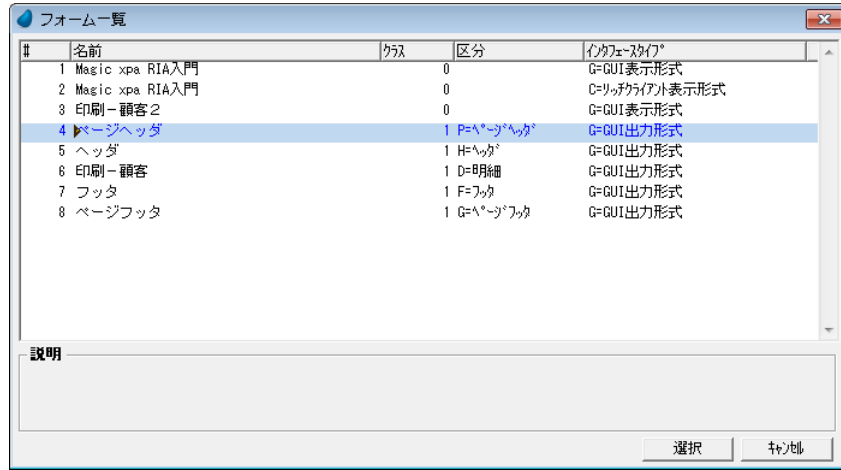 フォーム一覧
# 名前 クラス 区分 インタフェースタイプ
1 Magic xpa RIA入門 0 G=GUI表示形式
2 Magic xpa RIA入門 0 C=リッチクライアント表示形式
3 印刷－顧客２ 0 G=GUI表示形式
4 ページヘッダ 1 P=ページヘッダ G=GUI出力形式
5 ヘッダ 1 H=ヘッダ G=GUI出力形式
6 印刷－顧客 1 D=明細 G=GUI出力形式
7 フッタ 1 F=フッタ G=GUI出力形式
8 ページフッタ 1 G=ページフッタ G=GUI出力形式
説明
選択 キャンセル